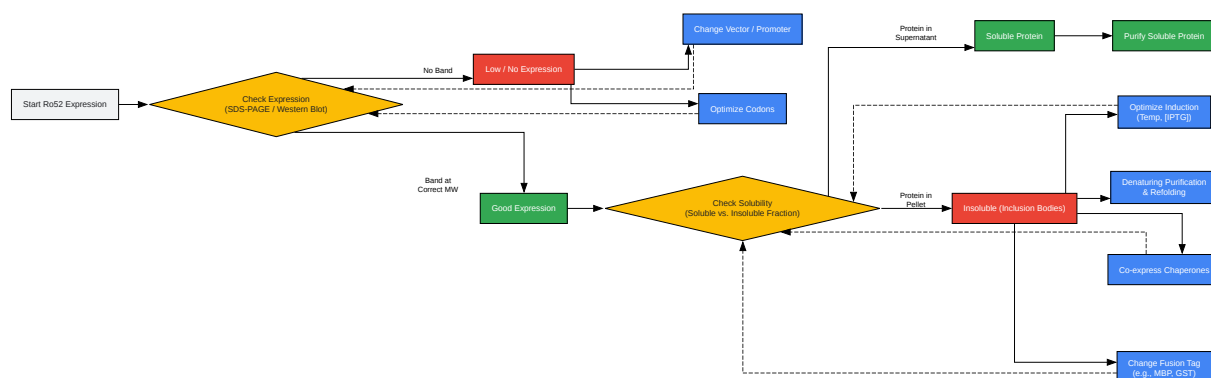 Start Ro52 Expression
Check Expression
(SDS-PAGE / Western Blot)
No Band
Low / No Expression
Change Vector / Promoter
Optimize Codons
Band at
Correct MW
Good Expression
Check Solubility
(Soluble vs. Insoluble Fraction)
Protein in
Supernatant
Soluble Protein
Purify Soluble Protein
Protein in
Pellet
Insoluble (Inclusion Bodies)
Optimize Induction
(Temp, [IPTG])
Denaturing Purification
& Refolding
Co-express Chaperones
Change Fusion Tag
(e.g., MBP, GST)